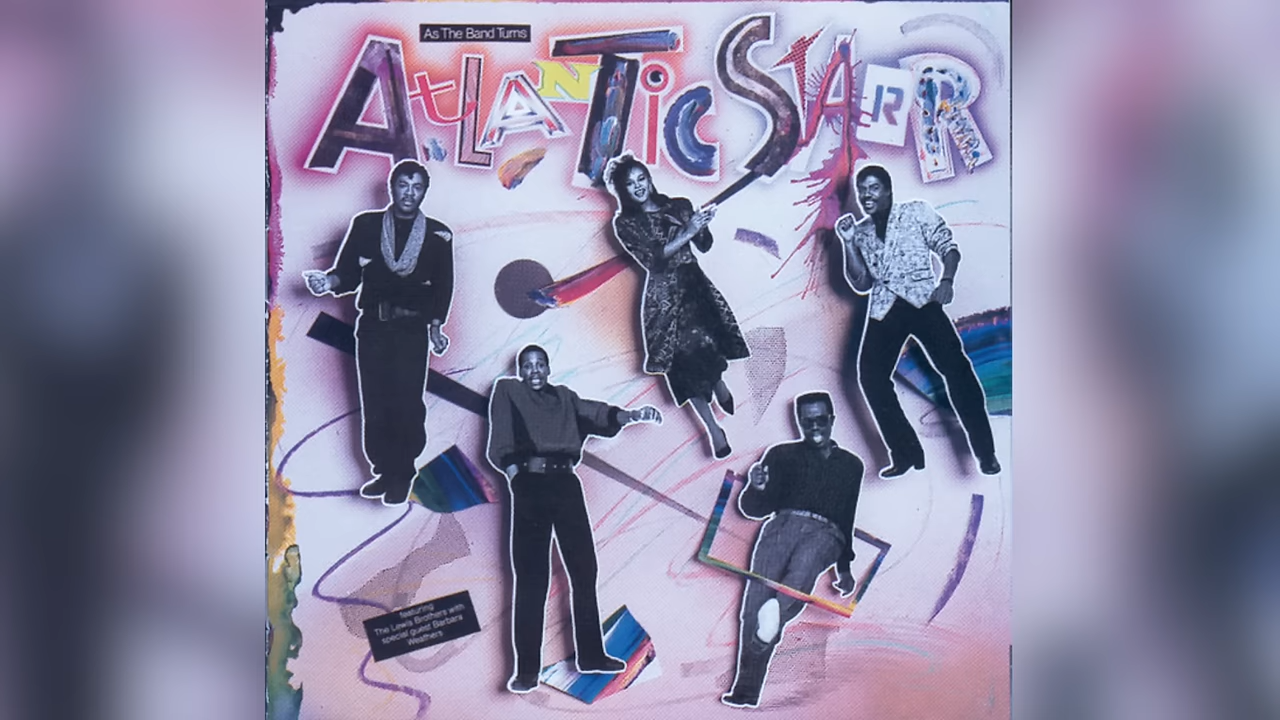 As The Band Turns
AtLANTic STARR
featuring
The Lewis Brothers with
special guest Barbara
Weathers